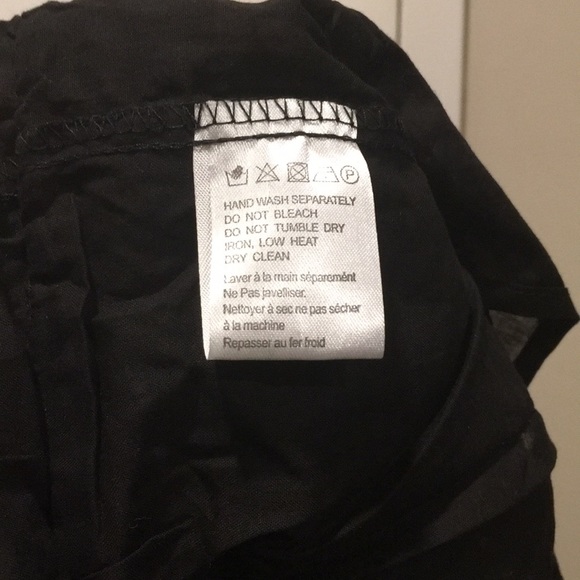 P
HAND WASH SEPARATELY
DO NOT BLEACH
DO NOT TUMBLE DRY
IRON, LOW HEAT
DRY CLEAN
Laver à la main séparemént
Ne Pas javelliser.
Nettoyer à sec ne pas sécher
à la machine
Repasser au fer froid